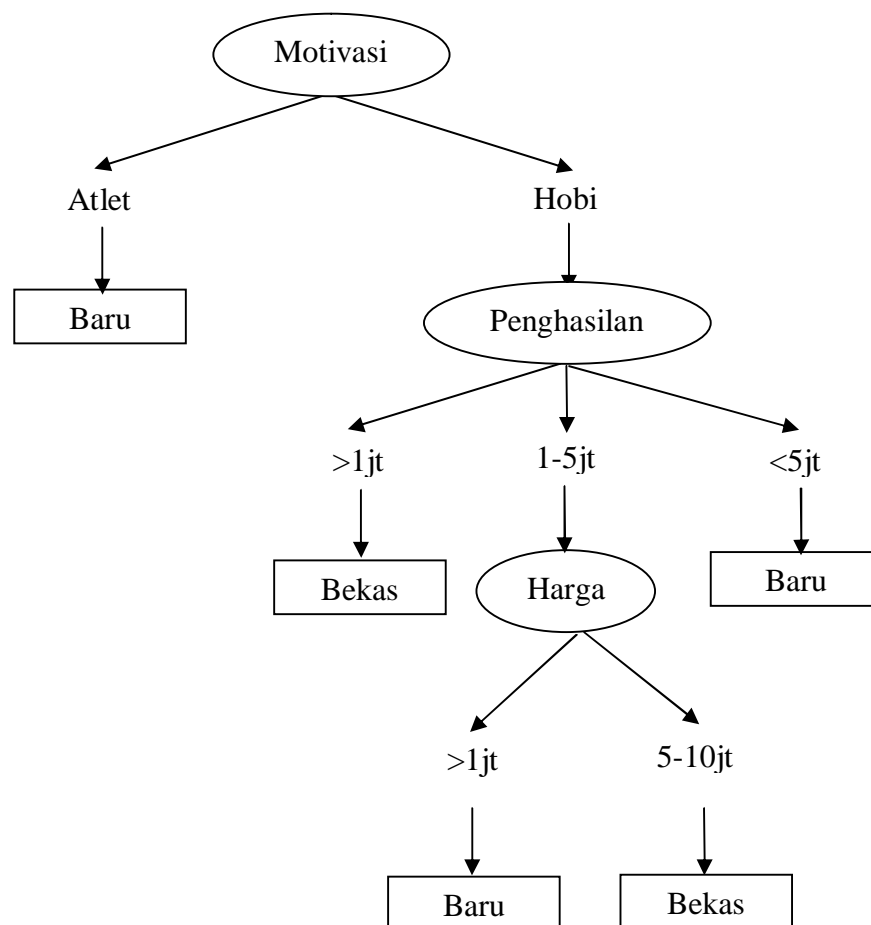 Motivasi
Atlet
Hobi
Baru
Penghasilan
>1jt
1-5jt
<5jt
Bekas
Harga
Baru
>1jt
5-10jt
Baru
Bekas